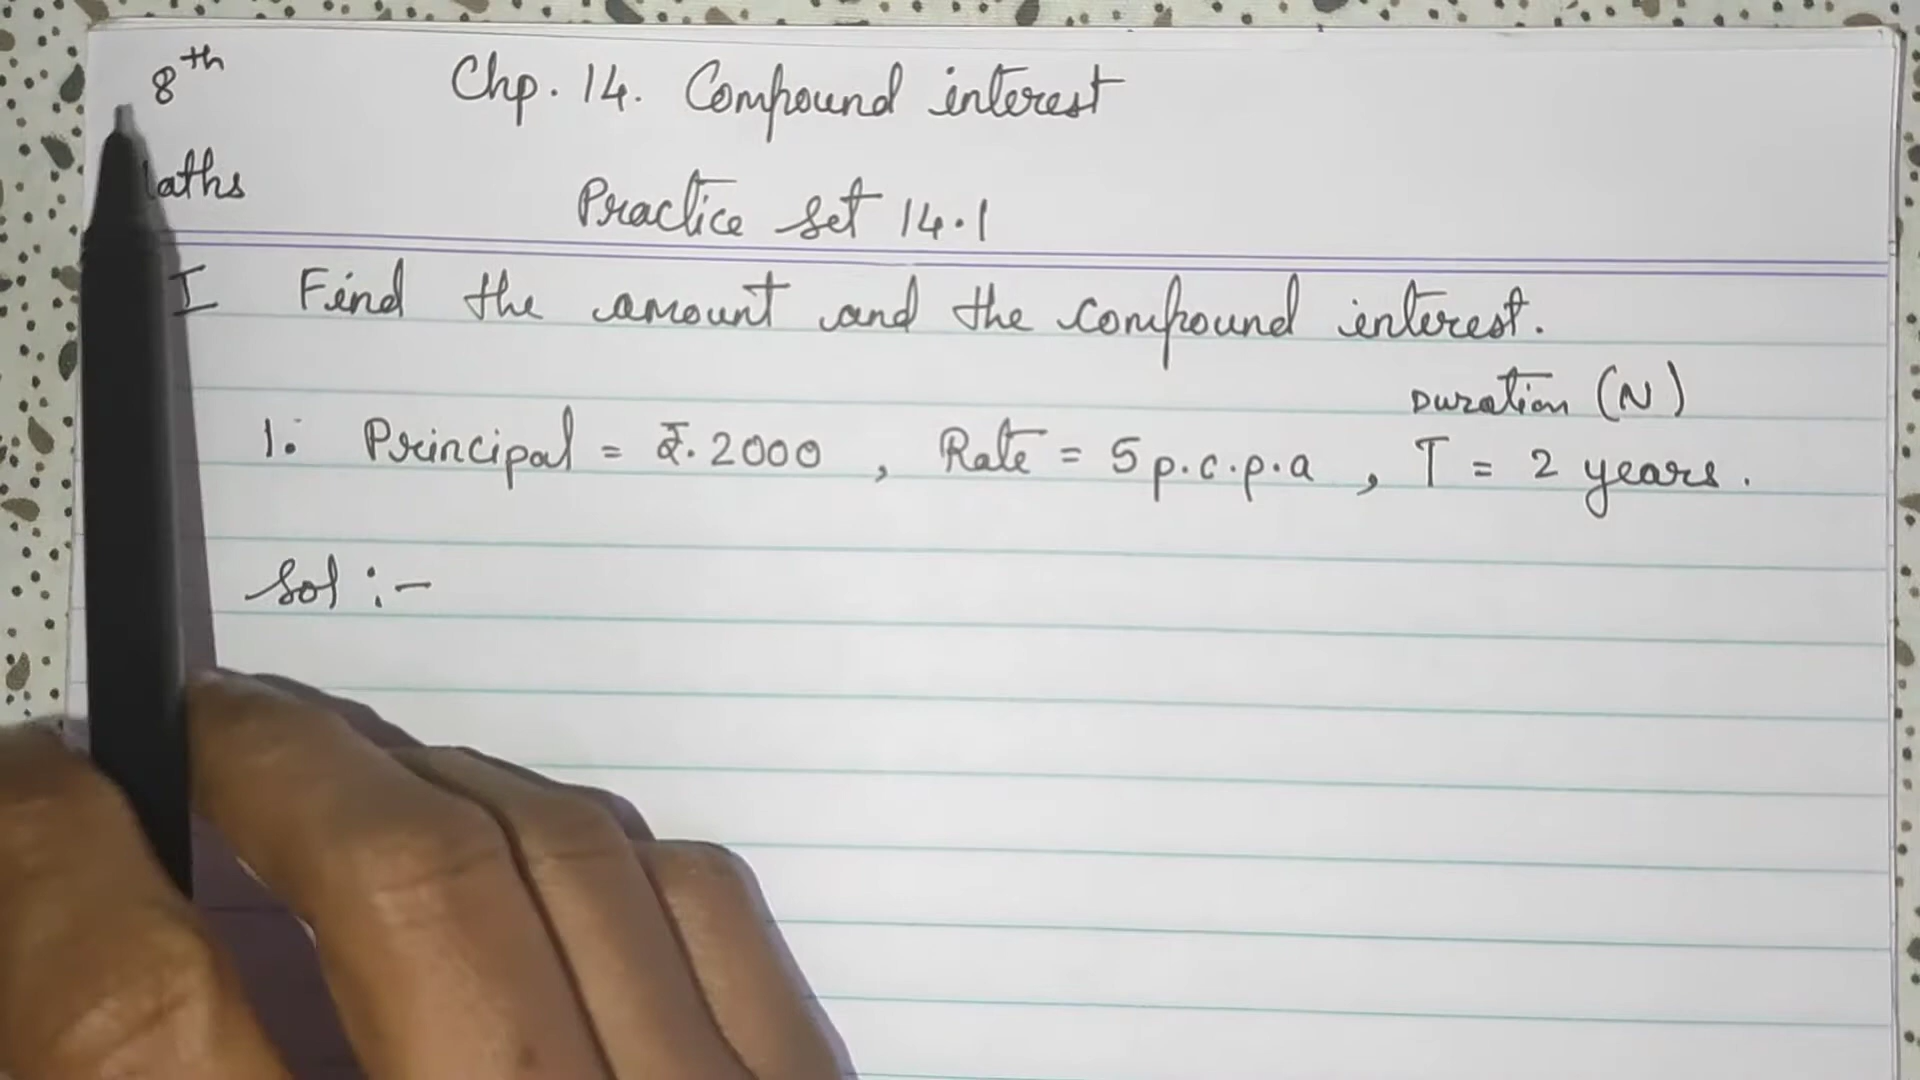 8th
Chp. 14. Compound interest
aths
Practice set 14.1
I Find the amount and the compound interest.
Duration (N)
1. Principal = ₹. 2000 , Rate = 5 p.c.p.a , T = 2 years.
Sol :-